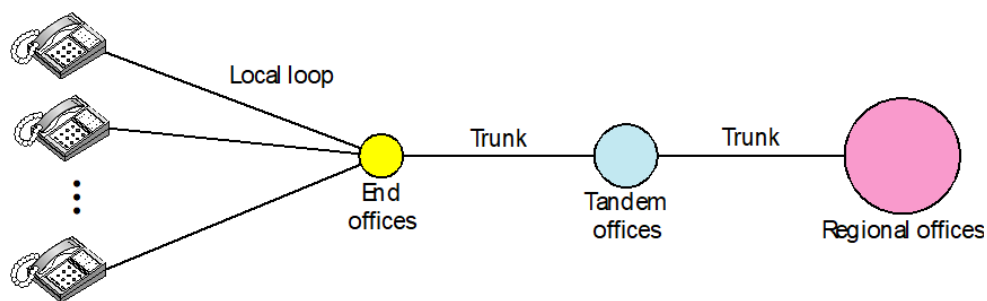 Local loop
Trunk
Trunk
End
offices
Tandem
offices
Regional offices